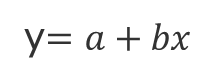 y= a + bx